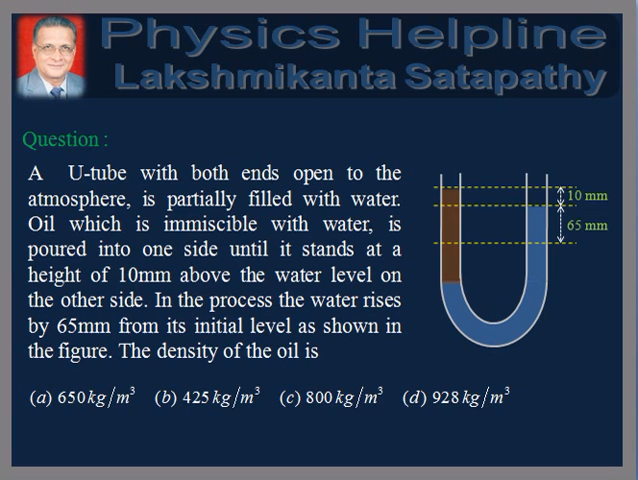 Physics Helpline
Lakshmikanta Satapathy
Question :
A U-tube with both ends open to the
atmosphere, is partially filled with water.
Oil which is immiscible with water, is
poured into one side until it stands at a
height of 10mm above the water level on
the other side. In the process the water rises
by 65mm from its initial level as shown in
the figure. The density of the oil is
10 mm
65 mm
(a) 650 kg/m³ (b) 425 kg/m³ (c) 800 kg/m³ (d) 928 kg/m³